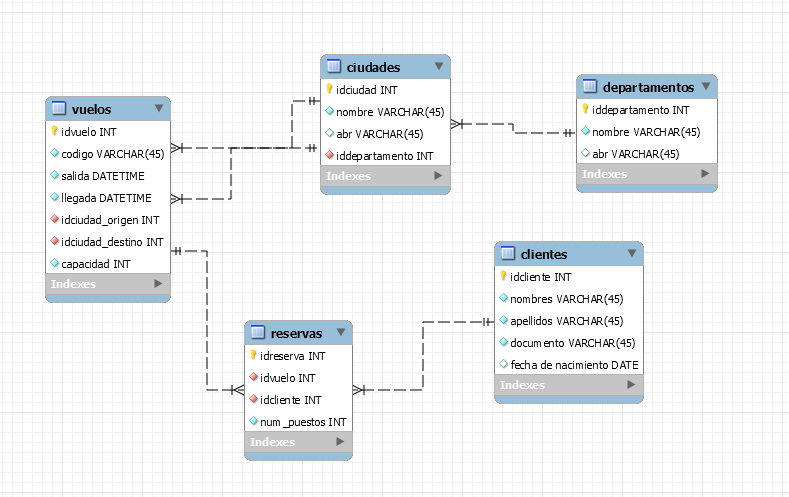 vuelos
idvuelo INT
codigo VARCHAR(45)
salida DATETIME
llegada DATETIME
idciudad_origen INT
idciudad_destino INT
capacidad INT
Indexes
ciudades
idciudad INT
nombre VARCHAR(45)
abr VARCHAR(45)
iddepartamento INT
Indexes
departamentos
iddepartamento INT
nombre VARCHAR(45)
abr VARCHAR(45)
Indexes
reservas
idreserva INT
idvuelo INT
idcliente INT
num_puestos INT
Indexes
clientes
idcliente INT
nombres VARCHAR(45)
apellidos VARCHAR(45)
documento VARCHAR(45)
fecha de nacimiento DATE
Indexes